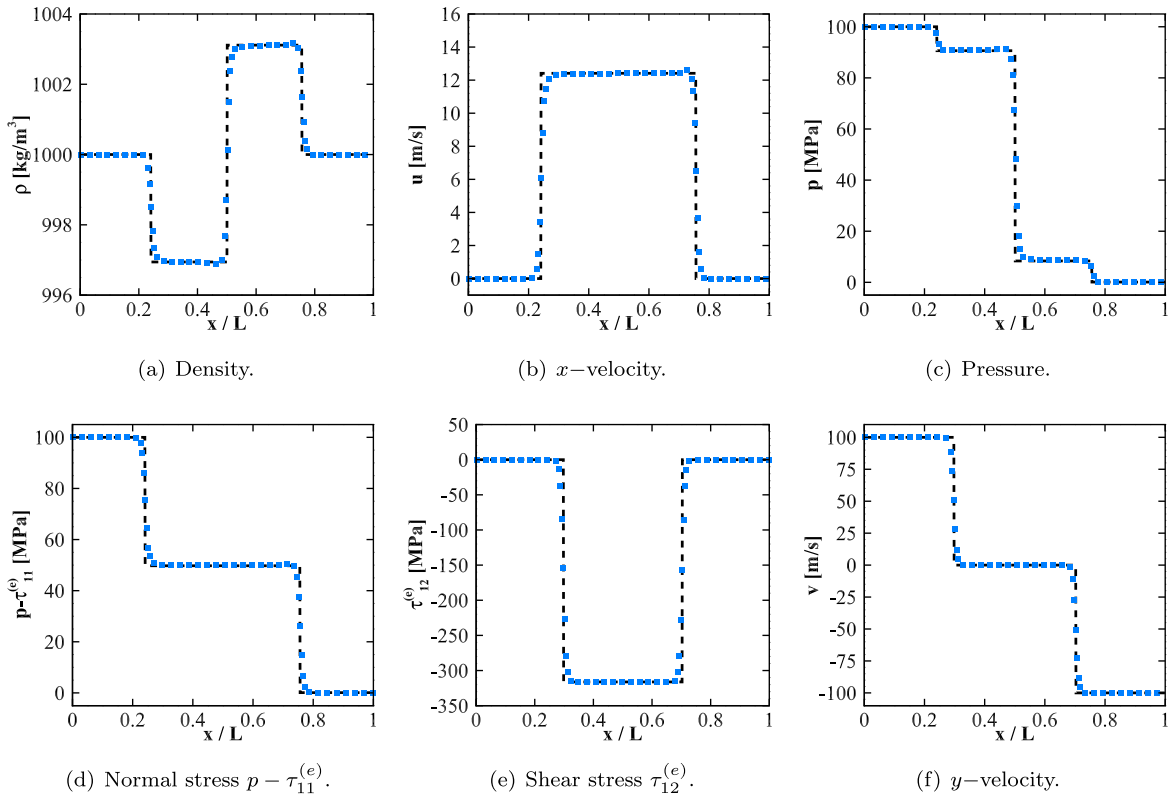 1004
1002
1000
998
996
ρ [kg/m³]
0 0.2 0.4 0.6 0.8 1
x / L
(a) Density.
16
14
12
10
8
6
4
2
0
u [m/s]
0 0.2 0.4 0.6 0.8 1
x / L
(b) x−velocity.
100
80
60
40
20
0
p [MPa]
0 0.2 0.4 0.6 0.8 1
x / L
(c) Pressure.
100
80
60
40
20
0
p-τ₁₁⁽ᵉ⁾ [MPa]
0 0.2 0.4 0.6 0.8 1
x / L
(d) Normal stress p − τ₁₁⁽ᵉ⁾.
50
0
-50
-100
-150
-200
-250
-300
-350
τ₁₂⁽ᵉ⁾ [MPa]
0 0.2 0.4 0.6 0.8 1
x / L
(e) Shear stress τ₁₂⁽ᵉ⁾.
100
75
50
25
0
-25
-50
-75
-100
v [m/s]
0 0.2 0.4 0.6 0.8 1
x / L
(f) y−velocity.